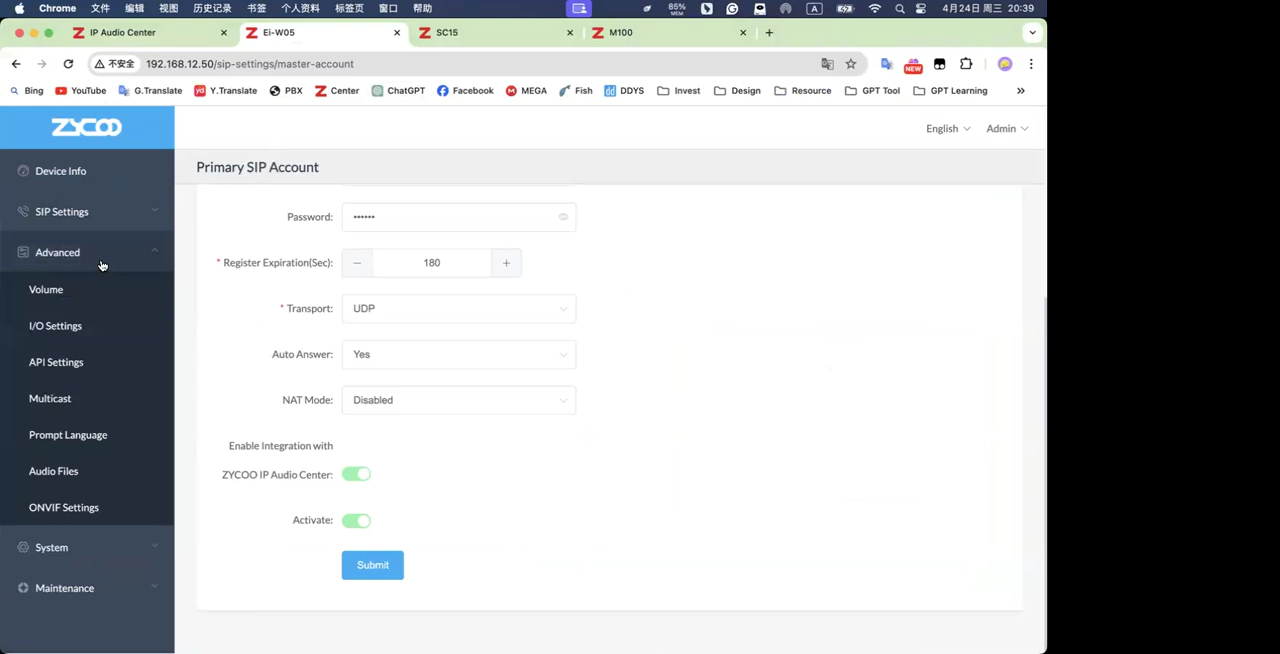 Chrome 文件 编辑 视图 历史记录 书签 个人资料 标签页 窗口 帮助 85% MEM A 4月24日 周三 20:39
IP Audio Center Ei-W05 SC15 M100
不安全 192.168.12.50/sip-settings/master-account NEW
Bing YouTube G.Translate yd Y.Translate PBX Center ChatGPT Facebook MEGA Fish dd DDYS Invest Design Resource GPT Tool GPT Learning »
ZYCOO English Admin
Primary SIP Account
Device Info
SIP Settings
Advanced
Volume
I/O Settings
API Settings
Multicast
Prompt Language
Audio Files
ONVIF Settings
System
Maintenance
Password: ••••••
* Register Expiration(Sec): − 180 +
* Transport: UDP
Auto Answer: Yes
NAT Mode: Disabled
Enable Integration with
ZYCOO IP Audio Center:
Activate:
Submit